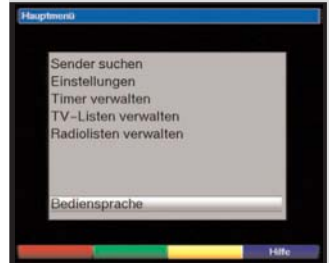 Hauptmenü
Sender suchen
Einstellungen
Timer verwalten
TV-Listen verwalten
Radiolisten verwalten
Bediensprache
Hilfe